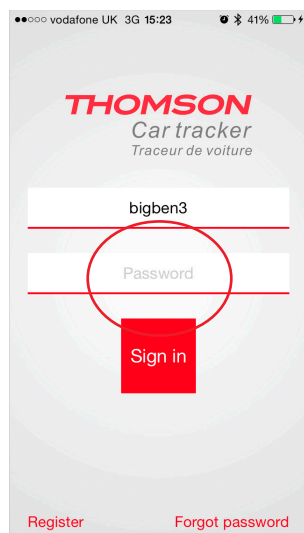 vodafone UK 3G 15:23 41%
THOMSON
Car tracker
Traceur de voiture
bigben3
Password
Sign in
Register Forgot password